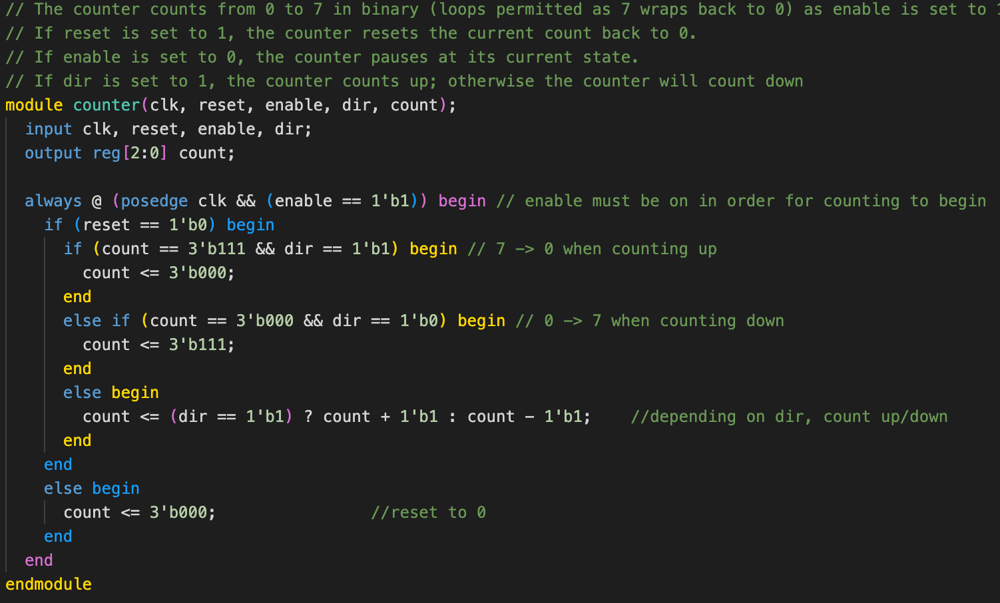 // The counter counts from 0 to 7 in binary (loops permitted as 7 wraps back to 0) as enable is set to 1
// If reset is set to 1, the counter resets the current count back to 0.
// If enable is set to 0, the counter pauses at its current state.
// If dir is set to 1, the counter counts up; otherwise the counter will count down
module counter(clk, reset, enable, dir, count);
  input clk, reset, enable, dir;
  output reg[2:0] count;

  always @ (posedge clk && (enable == 1'b1)) begin // enable must be on in order for counting to begin
    if (reset == 1'b0) begin
      if (count == 3'b111 && dir == 1'b1) begin // 7 -> 0 when counting up
        count <= 3'b000;
      end
      else if (count == 3'b000 && dir == 1'b0) begin // 0 -> 7 when counting down
        count <= 3'b111;
      end
      else begin
        count <= (dir == 1'b1) ? count + 1'b1 : count - 1'b1;    //depending on dir, count up/down
      end
    end
    else begin
      count <= 3'b000;                //reset to 0
    end
  end
endmodule